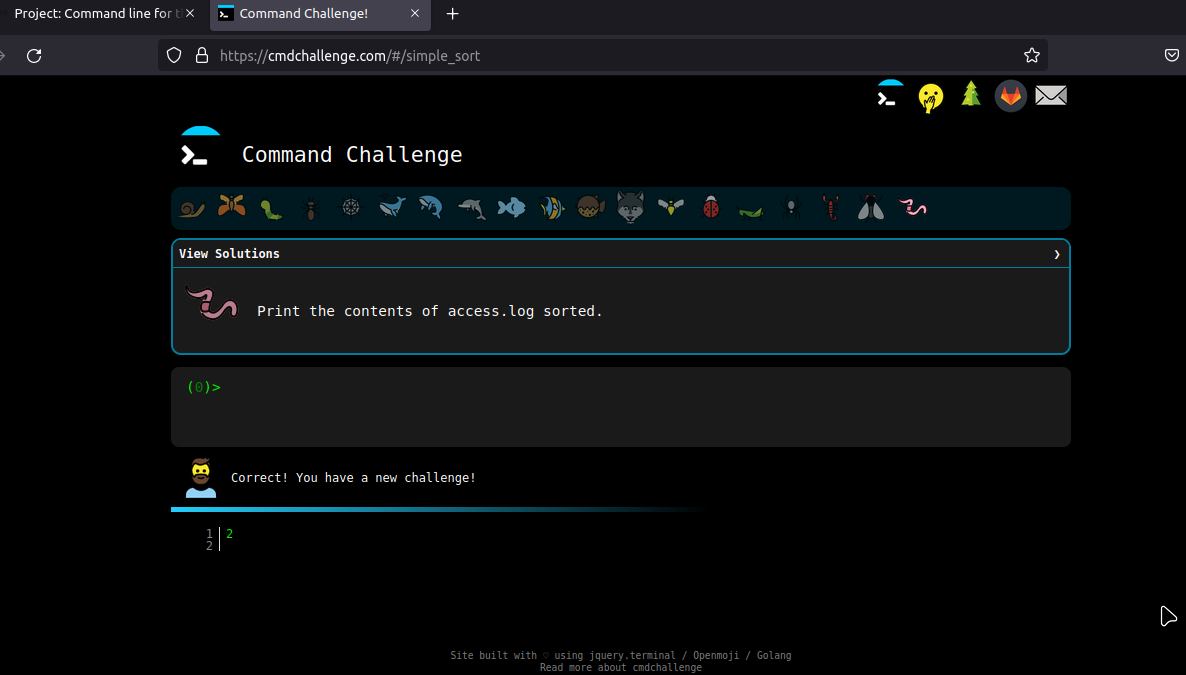 Project: Command line for t
Command Challenge!
https://cmdchallenge.com/#/simple_sort
Command Challenge
View Solutions
Print the contents of access.log sorted.
(0)>
Correct! You have a new challenge!
1 2
2
Site built with ♡ using jquery.terminal / Openmoji / Golang
Read more about cmdchallenge